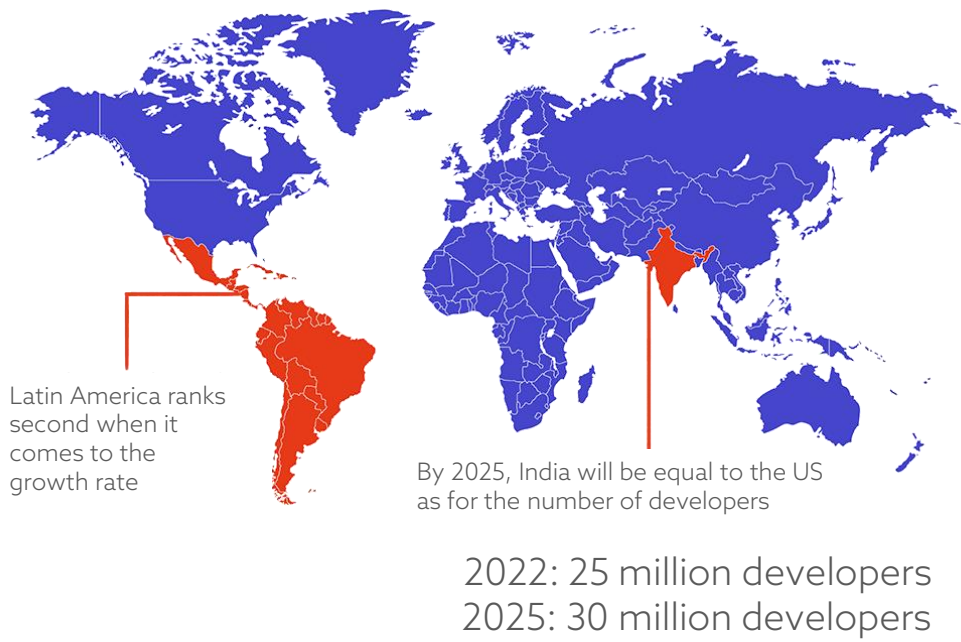 Latin America ranks
second when it
comes to the
growth rate
By 2025, India will be equal to the US
as for the number of developers
2022: 25 million developers
2025: 30 million developers